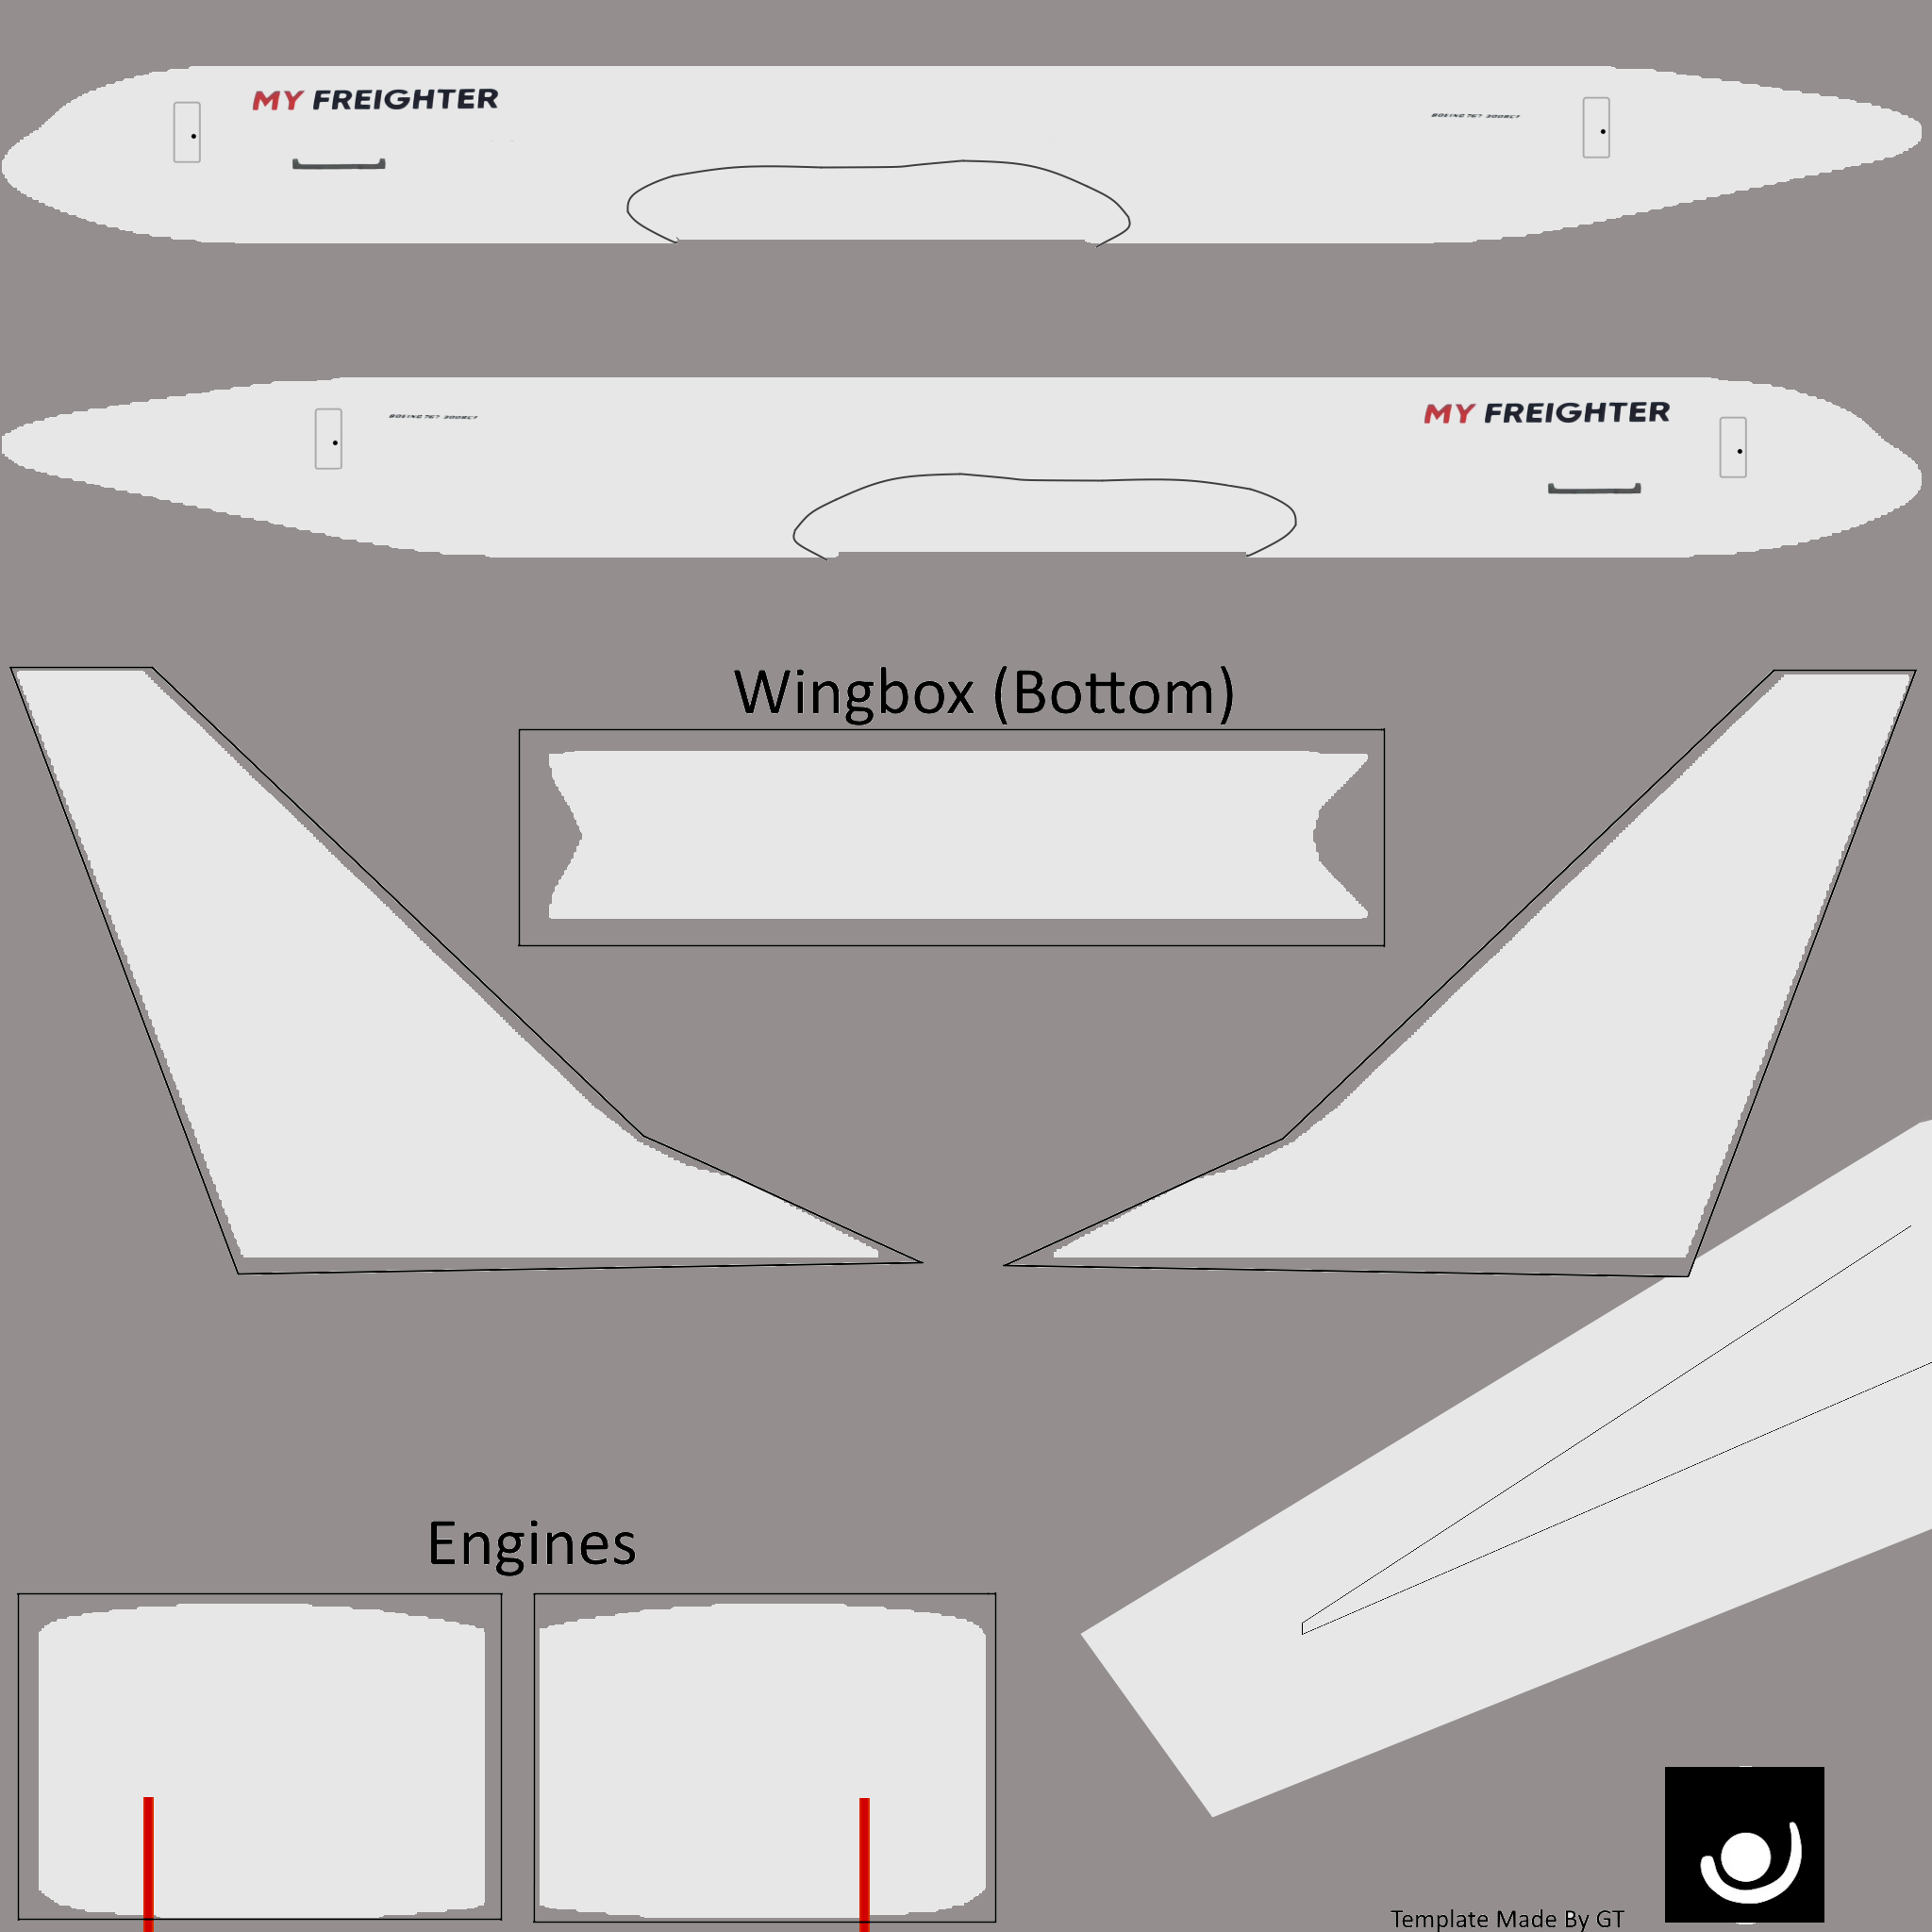 MY FREIGHTER
BOEING 767 300BCF
BOEING 767 300BCF
MY FREIGHTER
Wingbox (Bottom)
Engines
Template Made By GT